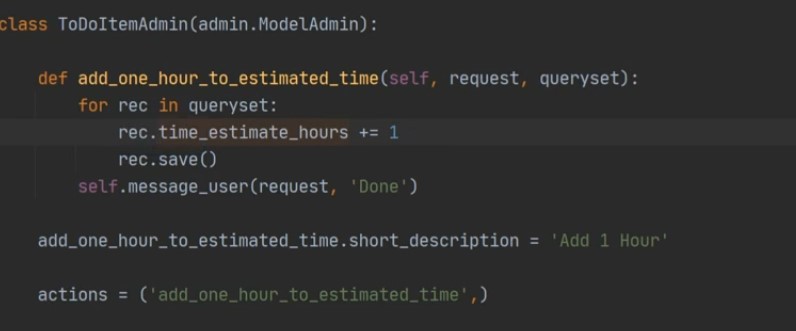 class ToDoItemAdmin(admin.ModelAdmin):
def add_one_hour_to_estimated_time(self, request, queryset):
for rec in queryset:
rec.time_estimate_hours += 1
rec.save()
self.message_user(request, 'Done')
add_one_hour_to_estimated_time.short_description = 'Add 1 Hour'
actions = ('add_one_hour_to_estimated_time',)